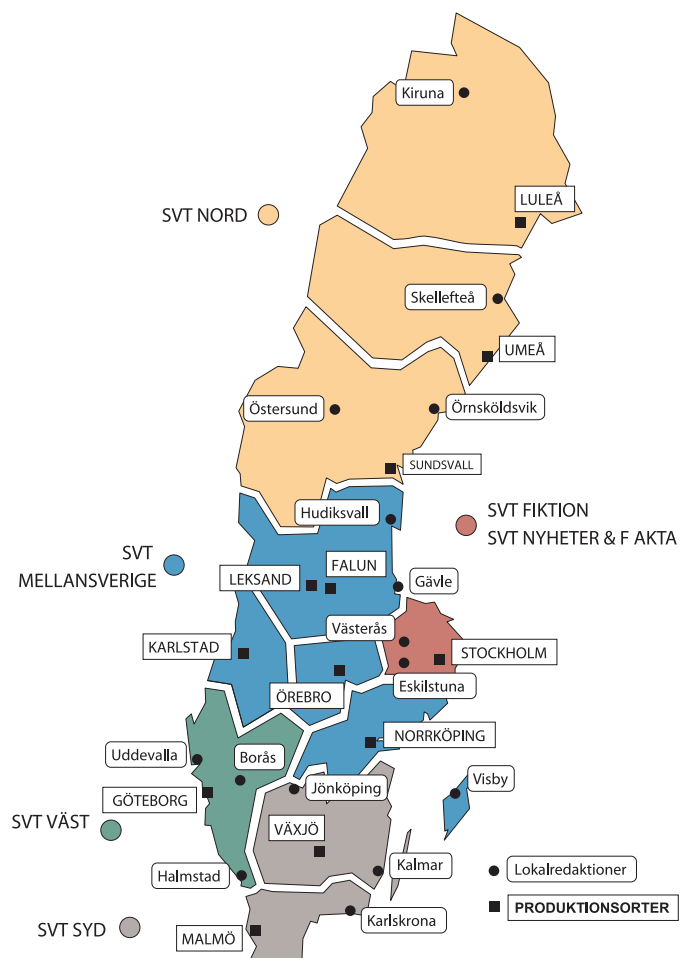 Kiruna
LULEÅ
SVT NORD
Skellefteå
UMEÅ
Östersund
Örnsköldsvik
SUNDSVALL
Hudiksvall
SVT FIKTION
SVT NYHETER & F AKTA
SVT
MELLANSVERIGE
LEKSAND
FALUN
Gävle
Västerås
KARLSTAD
STOCKHOLM
ÖREBRO
Eskilstuna
NORRKÖPING
Uddevalla
Borås
Jönköping
Visby
GÖTEBORG
SVT VÄST
VÄXJÖ
Halmstad
Kalmar
Lokalredaktioner
PRODUKTIONSORTER
Karlskrona
SVT SYD
MALMÖ